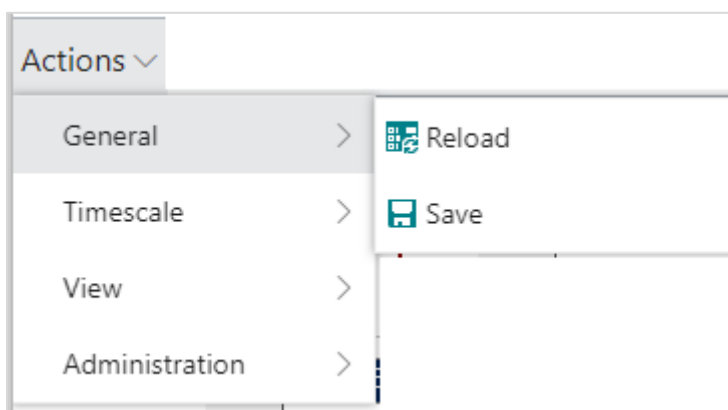 Actions
General
Reload
Timescale
Save
View
Administration